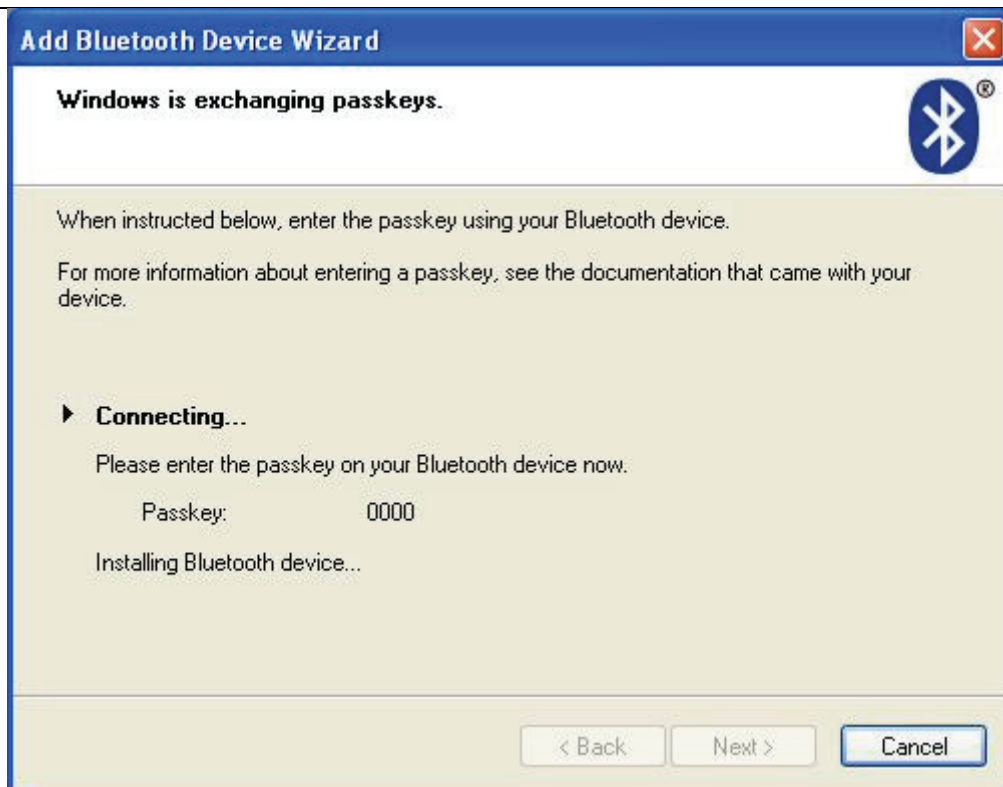 Add Bluetooth Device Wizard
Windows is exchanging passkeys.
®
When instructed below, enter the passkey using your Bluetooth device.
For more information about entering a passkey, see the documentation that came with your
device.
Connecting...
Please enter the passkey on your Bluetooth device now.
Passkey: 0000
Installing Bluetooth device...
< Back Next > Cancel